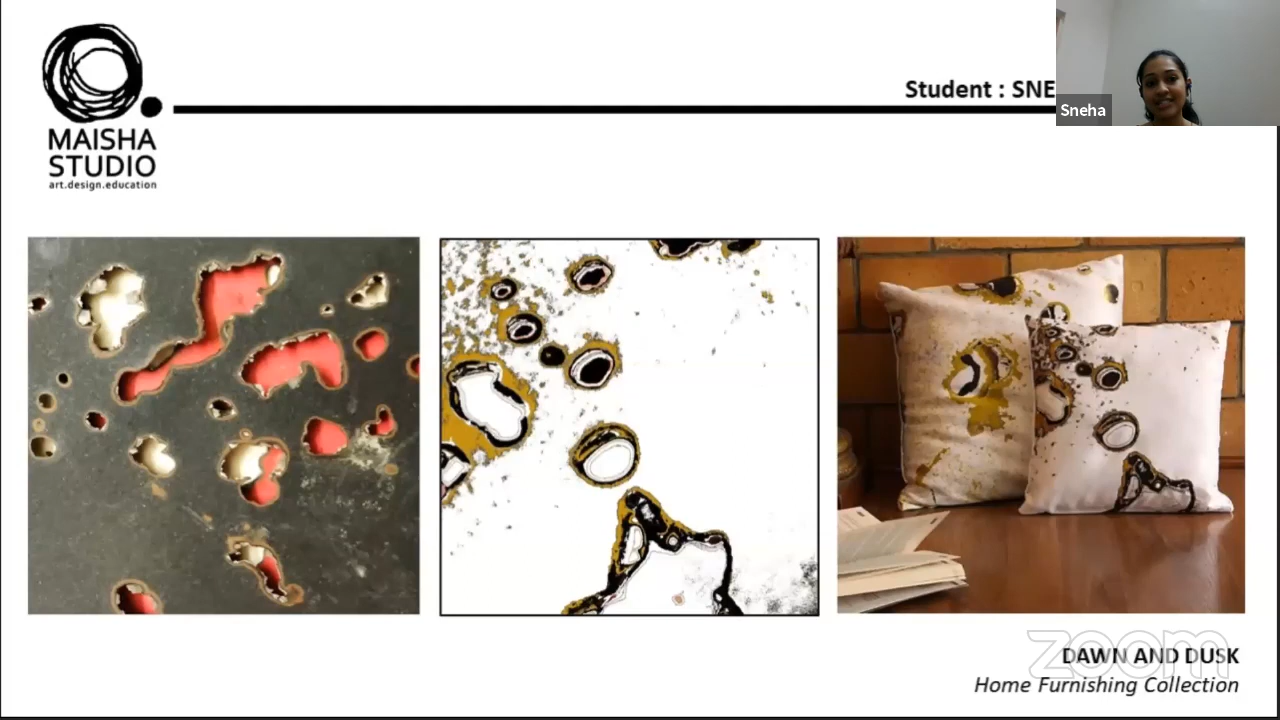 MAISHA
STUDIO
art.design.education
Student : SNE
Sneha
zoom
DAWN AND DUSK
Home Furnishing Collection